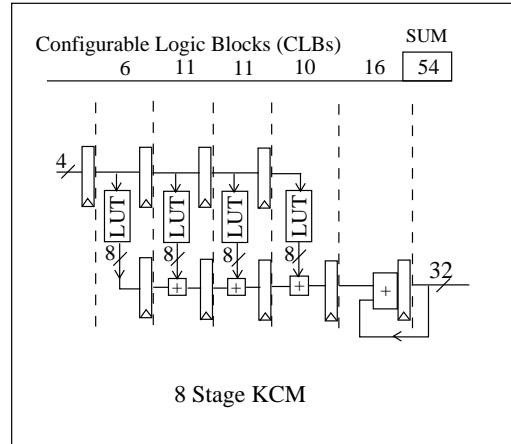 SUM
Configurable Logic Blocks (CLBs)
6 11 11 10 16 54
4
LUT LUT LUT LUT
8 8 8 8
+ + + +
32
8 Stage KCM